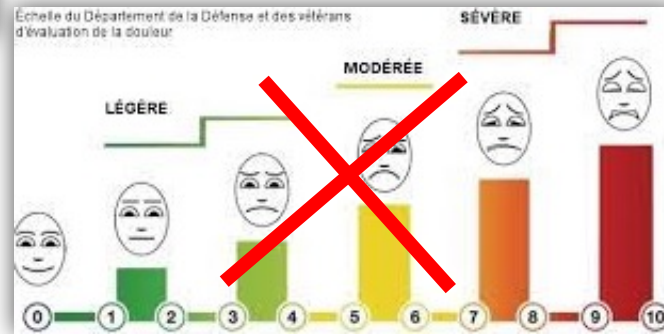 Échelle du Département de la Défense et des vétérans
d'évaluation de la douleur
SÉVÈRE
MODÉRÉE
LÉGÈRE
0 1 2 3 4 5 6 7 8 9 10